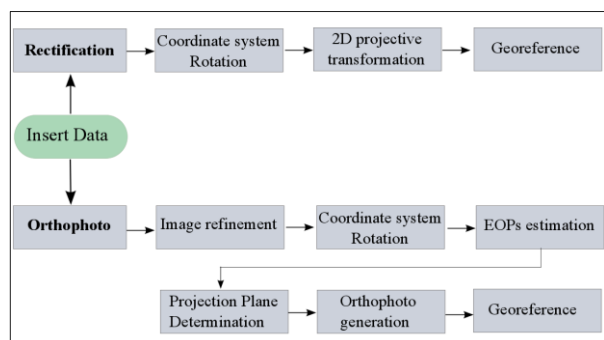 Rectification
Coordinate system
Rotation
2D projective
transformation
Georeference
Insert Data
Orthophoto
Image refinement
Coordinate system
Rotation
EOPs estimation
Projection Plane
Determination
Orthophoto
generation
Georeference